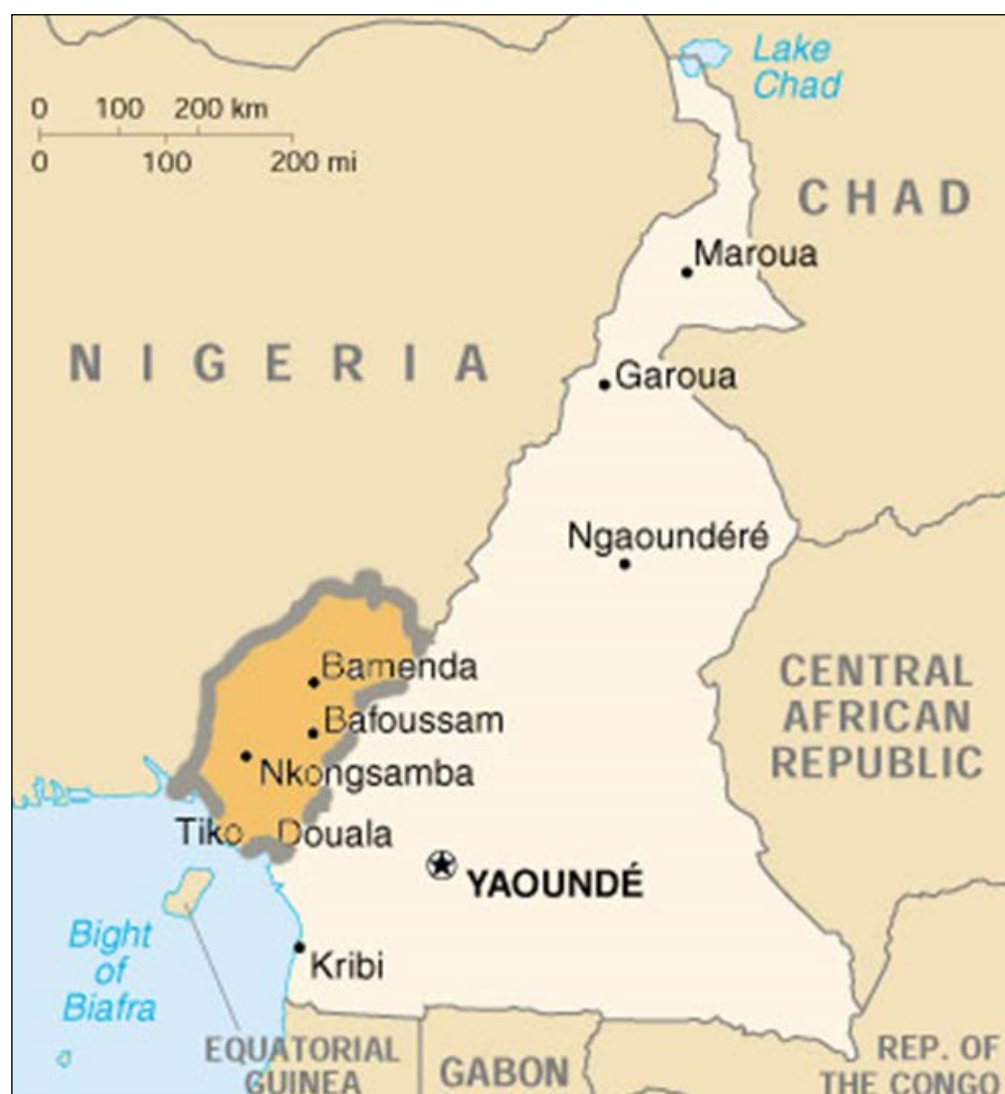 Lake
Chad
0 100 200 km
0 100 200 mi
CHAD
Maroua
NIGERIA
Garoua
Ngaoundéré
Bamenda
CENTRAL
AFRICAN
REPUBLIC
Bafoussam
Nkongsamba
Tiko Douala
YAOUNDÉ
Bight
of
Biafra
Kribi
EQUATORIAL
GUINEA
GABON
REP. OF
THE CONGO